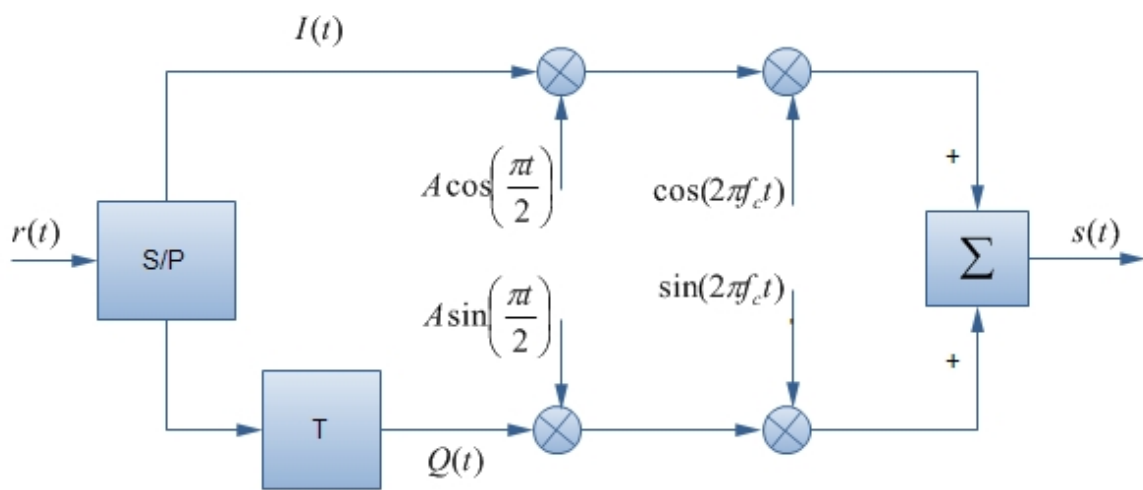 I(t)
r(t)
S/P
A cos(πt/2)
cos(2πf_c t)
+
Σ
s(t)
A sin(πt/2)
sin(2πf_c t)
+
T
Q(t)